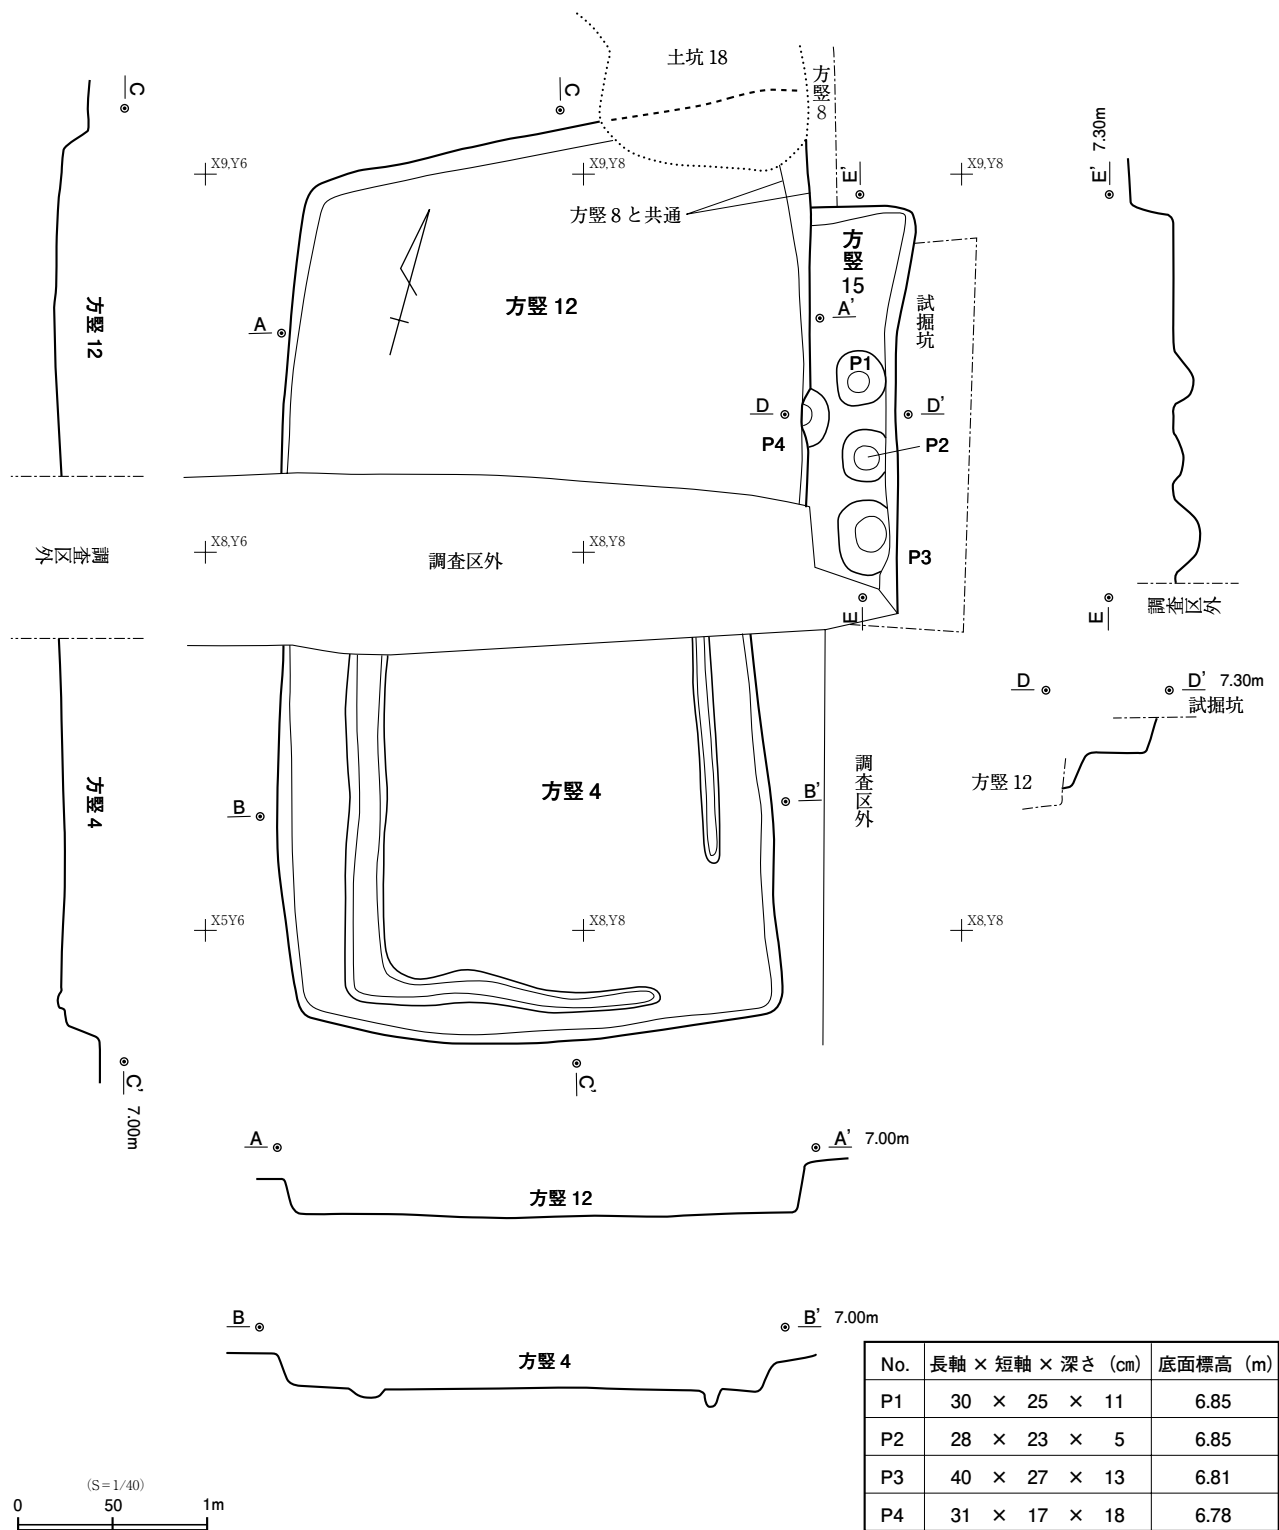 土坑 18
方竪 8
C
C
X9,Y6
X9,Y8
X9,Y8
E'
E' 7.30m
方竪 8 と共通
方竪 15
方竪 12
方竪 12
試掘坑
A
A'
P1
D
D'
P4
P2
調査区外
X8,Y6
調査区外
X8,Y8
P3
E
E
調査区外
D
D' 7.30m
試掘坑
方竪 12
方竪 4
方竪 4
調査区外
B
B'
X5Y6
X8,Y8
X8,Y8
C' 7.00m
C'
A
A' 7.00m
方竪 12
B
B' 7.00m
方竪 4
No. 長軸 × 短軸 × 深さ (㎝) 底面標高 (m)
P1 30 × 25 × 11 6.85
P2 28 × 23 × 5 6.85
P3 40 × 27 × 13 6.81
P4 31 × 17 × 18 6.78
(S=1/40)
0 50 1m